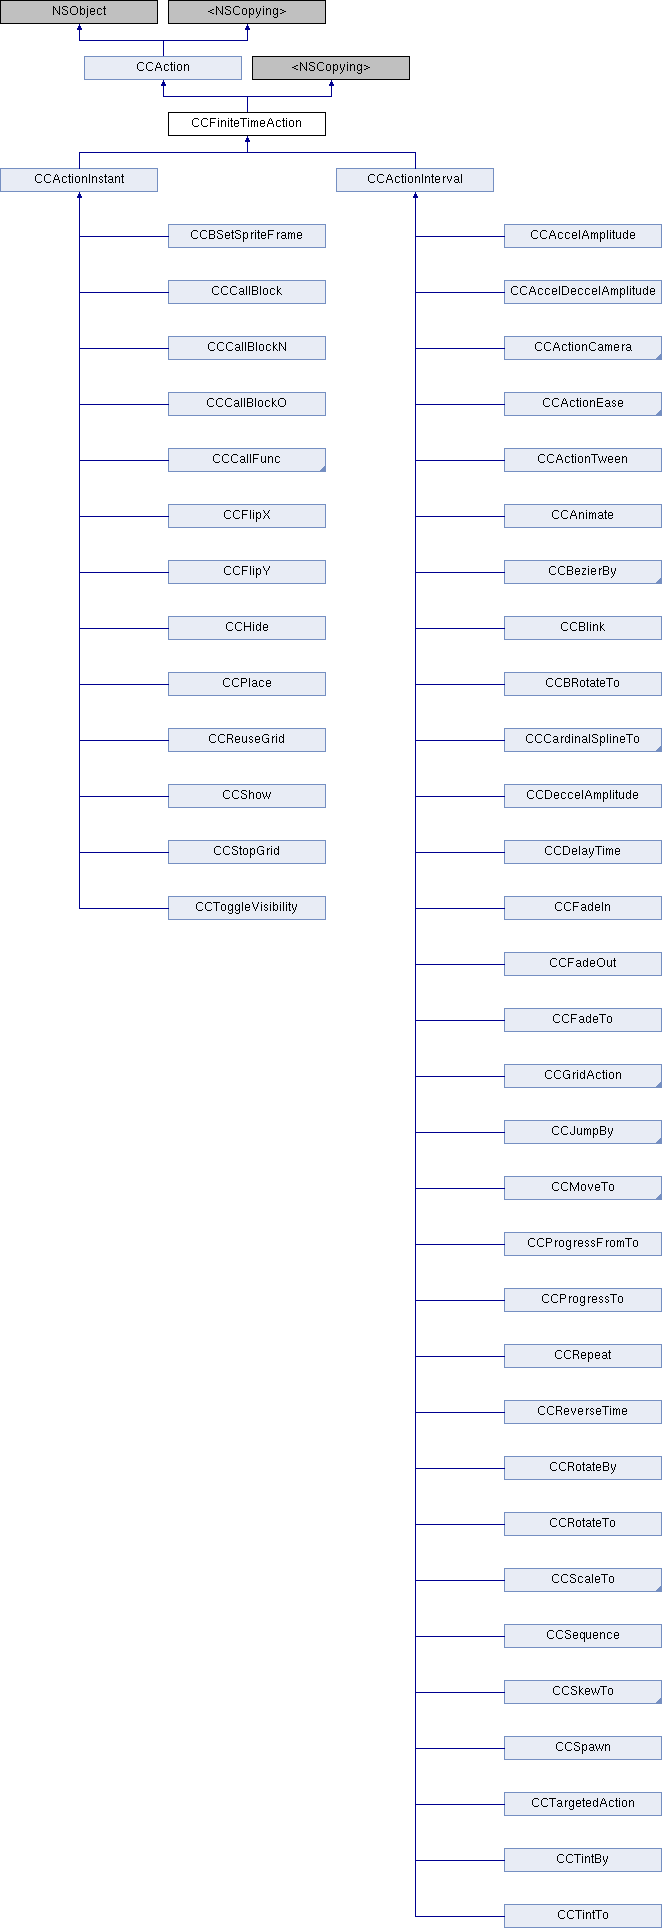 NSObject
<NSCopying>
CCAction
<NSCopying>
CCFiniteTimeAction
CCActionInstant
CCActionInterval
CCBSetSpriteFrame
CCAccelAmplitude
CCCallBlock
CCAccelDeccelAmplitude
CCCallBlockN
CCActionCamera
CCCallBlockO
CCActionEase
CCCallFunc
CCActionTween
CCFlipX
CCAnimate
CCFlipY
CCBezierBy
CCHide
CCBlink
CCPlace
CCBRotateTo
CCReuseGrid
CCCardinalSplineTo
CCShow
CCDeccelAmplitude
CCStopGrid
CCDelayTime
CCToggleVisibility
CCFadeIn
CCFadeOut
CCFadeTo
CCGridAction
CCJumpBy
CCMoveTo
CCProgressFromTo
CCProgressTo
CCRepeat
CCReverseTime
CCRotateBy
CCRotateTo
CCScaleTo
CCSequence
CCSkewTo
CCSpawn
CCTargetedAction
CCTintBy
CCTintTo